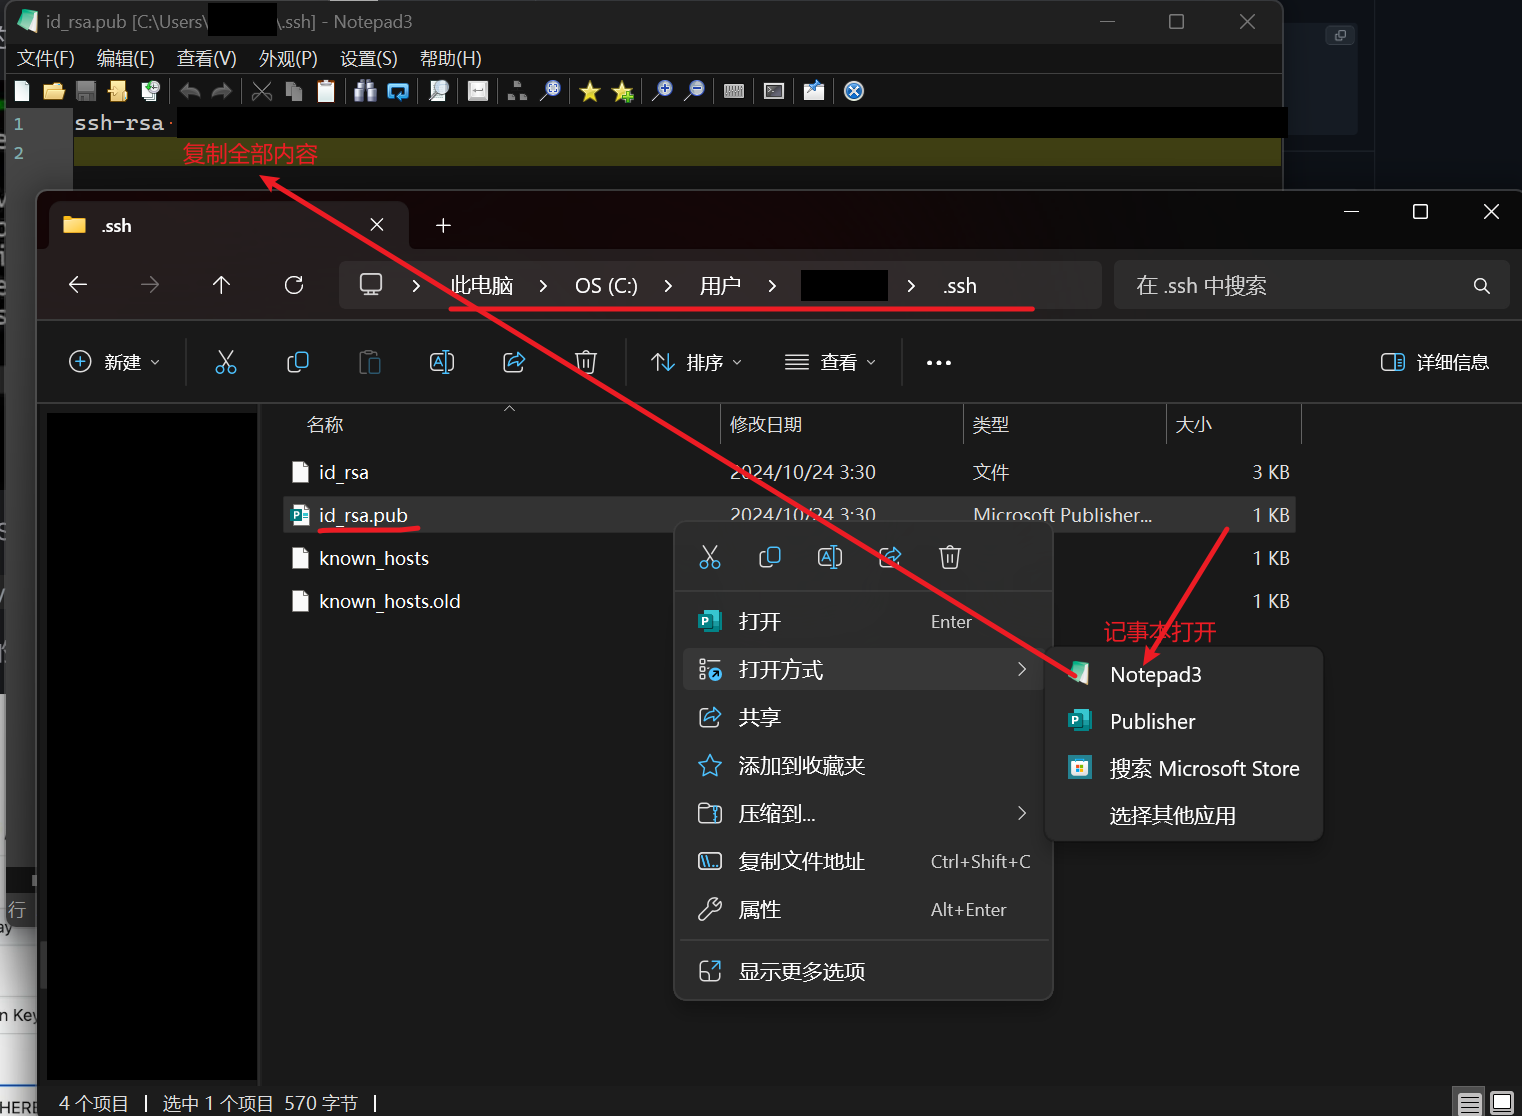 id_rsa.pub [C:\Users\ \.ssh] - Notepad3
文件(F) 编辑(E) 查看(V) 外观(P) 设置(S) 帮助(H)
1 ssh-rsa
2
复制全部内容
.ssh
此电脑 > OS (C:) > 用户 > > .ssh
在 .ssh 中搜索
新建 排序 查看 详细信息
名称 修改日期 类型 大小
id_rsa 2024/10/24 3:30 文件 3 KB
id_rsa.pub 2024/10/24 3:30 Microsoft Publisher... 1 KB
known_hosts 1 KB
known_hosts.old 1 KB
打开 Enter
打开方式
共享
添加到收藏夹
压缩到...
复制文件地址 Ctrl+Shift+C
属性 Alt+Enter
显示更多选项
记事本打开
Notepad3
Publisher
搜索 Microsoft Store
选择其他应用
行
n Key
HERE
4 个项目 | 选中 1 个项目 570 字节 |